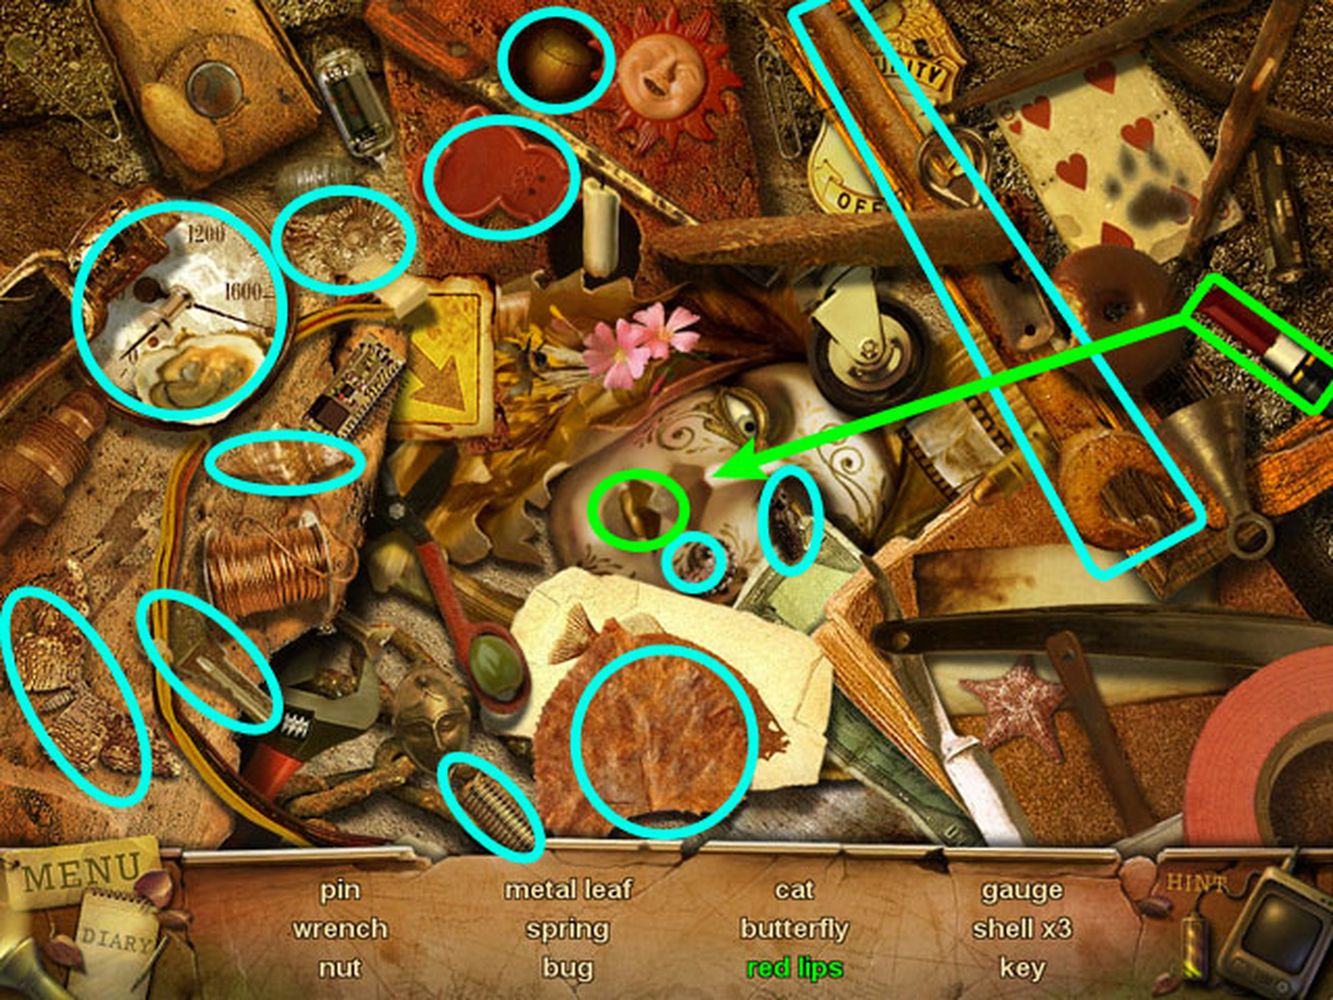 OFF
1200
1600
MENU
DIARY
pin
metal leaf
cat
gauge
wrench
spring
butterfly
shell x3
nut
bug
red lips
key
HINT